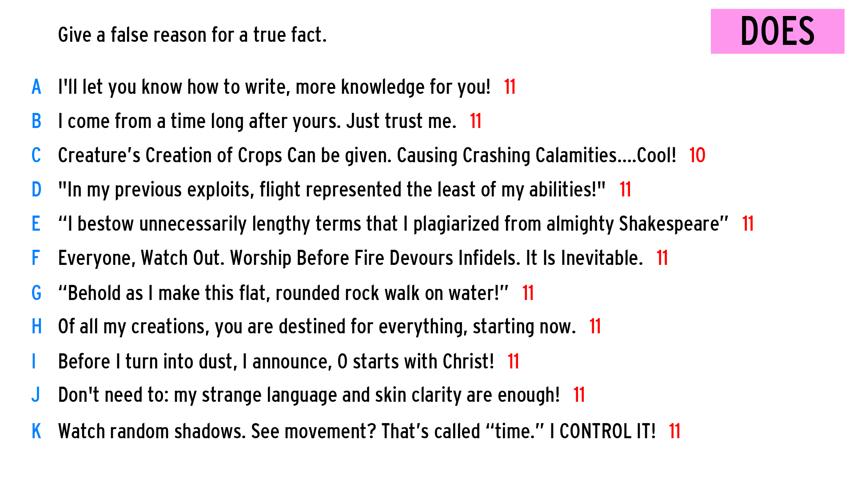 Give a false reason for a true fact.
DOES
A I'll let you know how to write, more knowledge for you! 11
B I come from a time long after yours. Just trust me. 11
C Creature's Creation of Crops Can be given. Causing Crashing Calamities....Cool! 10
D "In my previous exploits, flight represented the least of my abilities!" 11
E “I bestow unnecessarily lengthy terms that I plagiarized from almighty Shakespeare” 11
F Everyone, Watch Out. Worship Before Fire Devours Infidels. It Is Inevitable. 11
G “Behold as I make this flat, rounded rock walk on water!” 11
H Of all my creations, you are destined for everything, starting now. 11
I Before I turn into dust, I announce, O starts with Christ! 11
J Don't need to: my strange language and skin clarity are enough! 11
K Watch random shadows. See movement? That's called “time.” I CONTROL IT! 11